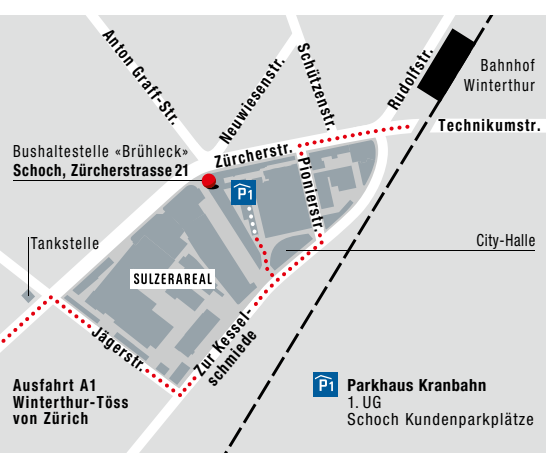 Anton Graff-Str.
Neuwiesenstr.
Schützenstr.
Rudolfstr.
Bahnhof
Winterthur
Technikumstr.
Zürcherstr.
Bushaltestelle «Brühleck»
Schoch, Zürcherstrasse 21
P1
Pionierstr.
Tankstelle
City-Halle
SULZERAREAL
Jägerstr.
Zur Kessel-
schmiede
Ausfahrt A1
Winterthur-Töss
von Zürich
P1 Parkhaus Kranbahn
1. UG
Schoch Kundenparkplätze